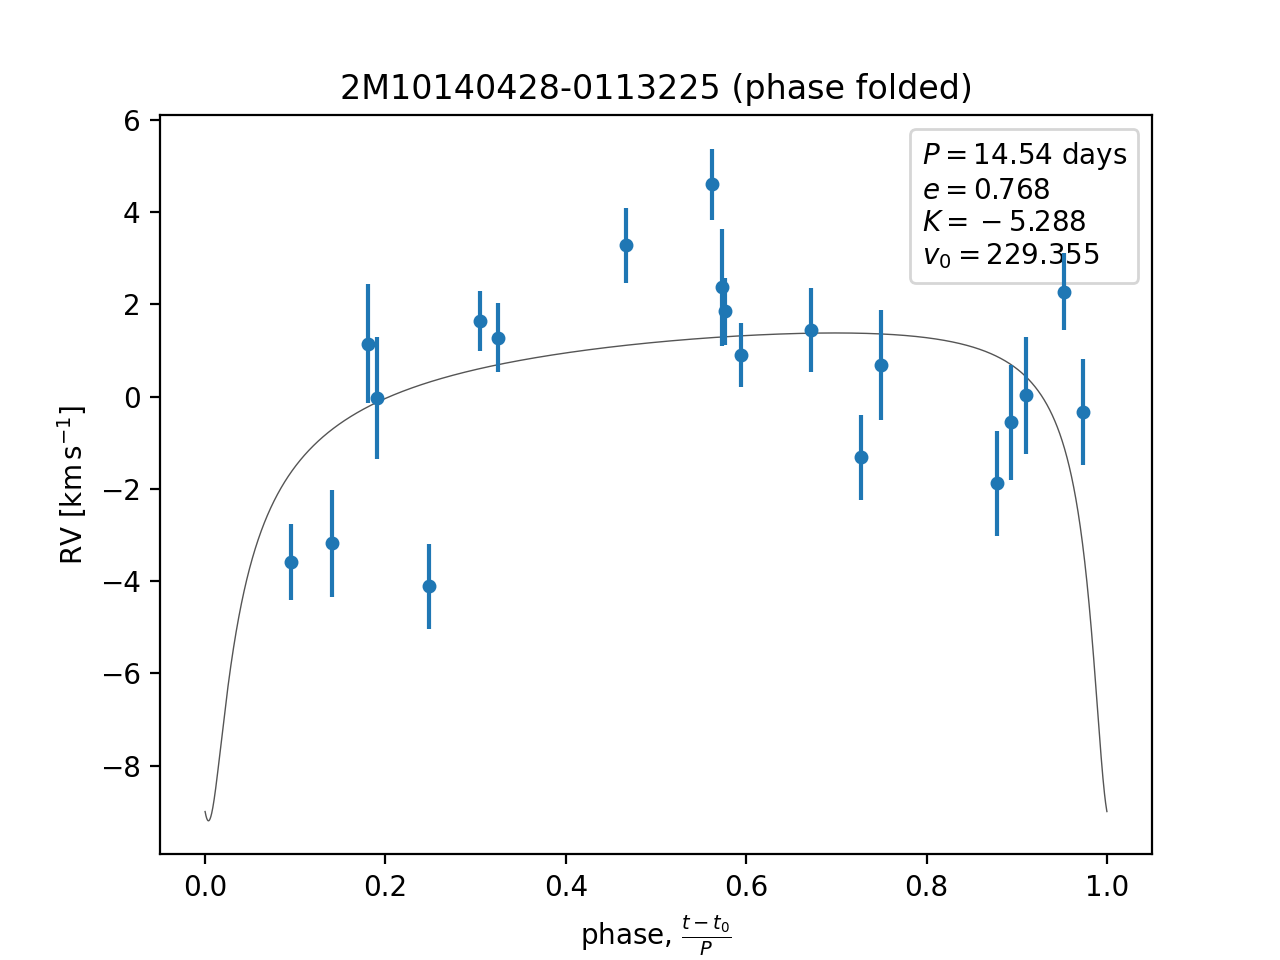 2M10140428-0113225 (phase folded)
P = 14.54 days
e = 0.768
K = −5.288
v₀ = 229.355
6
4
2
0
−2
−4
−6
−8
RV [km s⁻¹]
0.0 0.2 0.4 0.6 0.8 1.0
phase, (t − t₀)/P